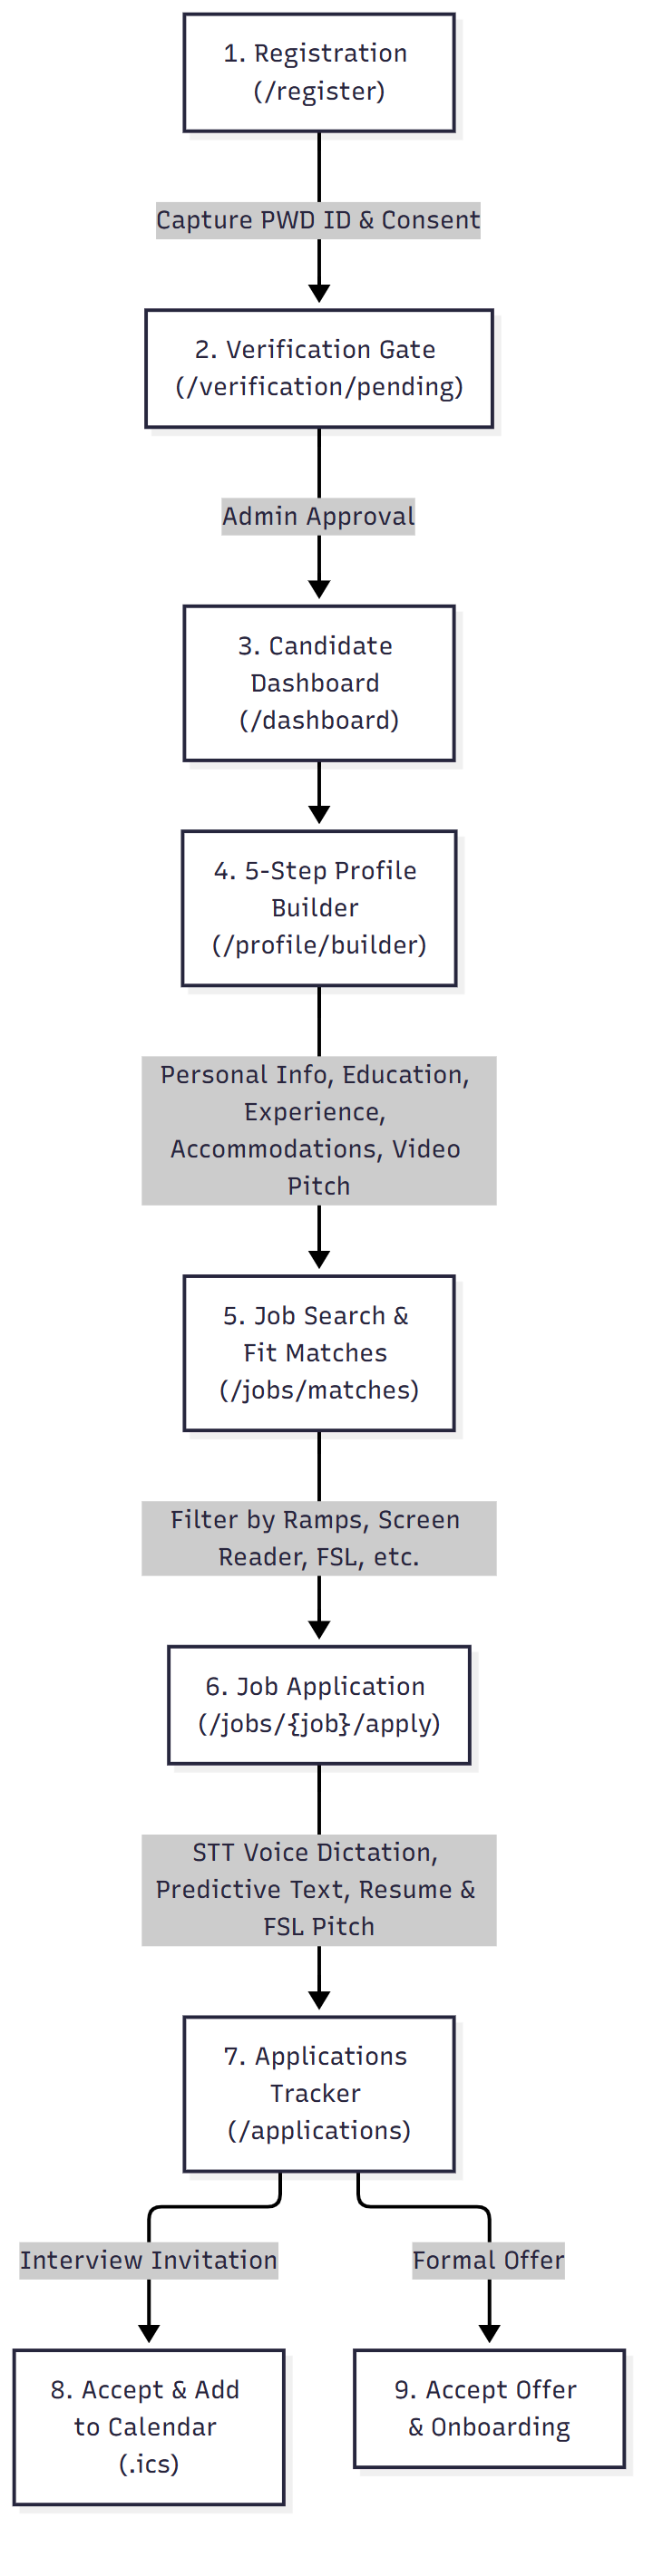 1. Registration
(/register)
Capture PWD ID & Consent
2. Verification Gate
(/verification/pending)
Admin Approval
3. Candidate
Dashboard
(/dashboard)
4. 5-Step Profile
Builder
(/profile/builder)
Personal Info, Education,
Experience,
Accommodations, Video
Pitch
5. Job Search &
Fit Matches
(/jobs/matches)
Filter by Ramps, Screen
Reader, FSL, etc.
6. Job Application
(/jobs/{job}/apply)
STT Voice Dictation,
Predictive Text, Resume &
FSL Pitch
7. Applications
Tracker
(/applications)
Interview Invitation
Formal Offer
8. Accept & Add
to Calendar
(.ics)
9. Accept Offer
& Onboarding